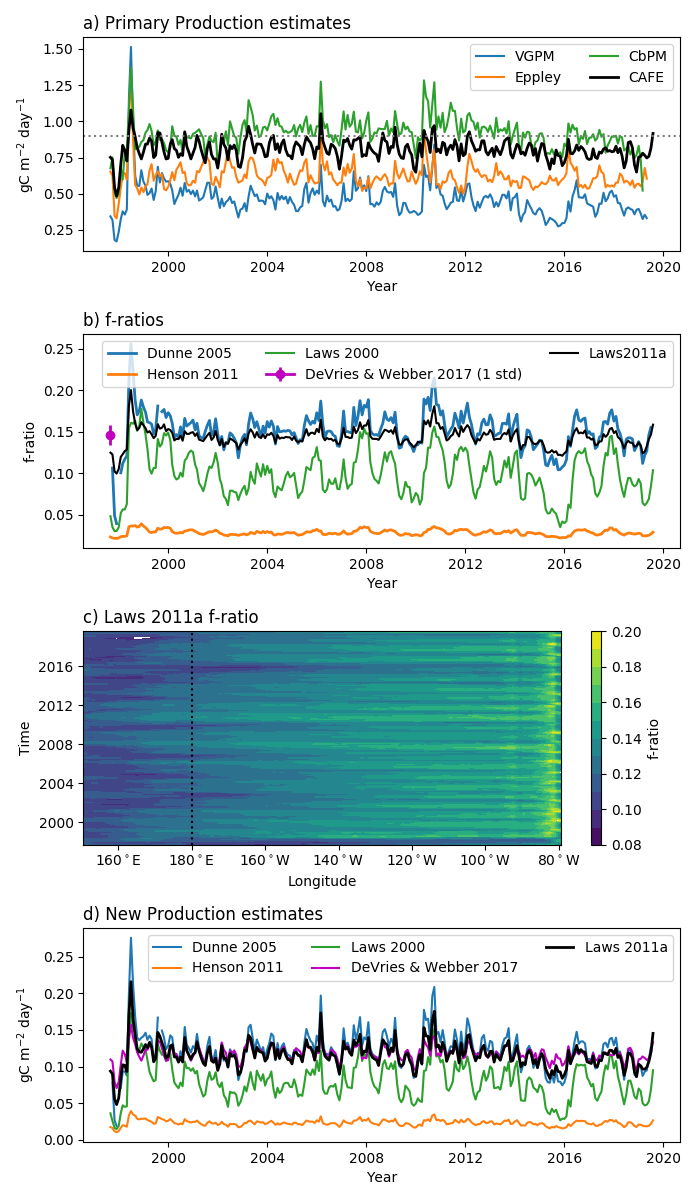 a) Primary Production estimates
1.50
1.25
1.00
0.75
0.50
0.25
gC m⁻² day⁻¹
VGPM
Eppley
CbPM
CAFE
2000
2004
2008
2012
2016
2020
Year
b) f-ratios
0.25
0.20
0.15
0.10
0.05
f-ratio
Dunne 2005
Henson 2011
Laws 2000
DeVries & Webber 2017 (1 std)
Laws2011a
2000
2004
2008
2012
2016
2020
Year
c) Laws 2011a f-ratio
2016
2012
2008
2004
2000
Time
160°E
180°E
160°W
140°W
120°W
100°W
80°W
Longitude
0.20
0.18
0.16
0.14
0.12
0.10
0.08
f-ratio
d) New Production estimates
0.25
0.20
0.15
0.10
0.05
0.00
gC m⁻² day⁻¹
Dunne 2005
Henson 2011
Laws 2000
DeVries & Webber 2017
Laws 2011a
2000
2004
2008
2012
2016
2020
Year